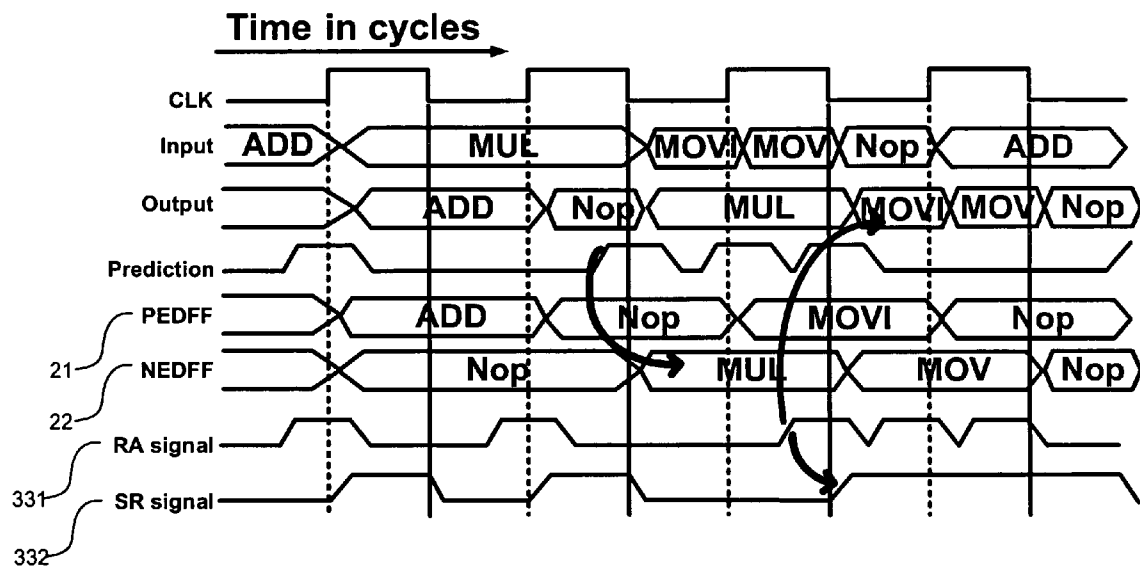 Time in cycles
CLK
Input ADD MUL MOVI MOV Nop ADD
Output ADD Nop MUL MOVI MOV Nop
Prediction
PEDFF ADD Nop MOVI Nop
21 NEDFF Nop MUL MOV Nop
22
RA signal
331 SR signal
332